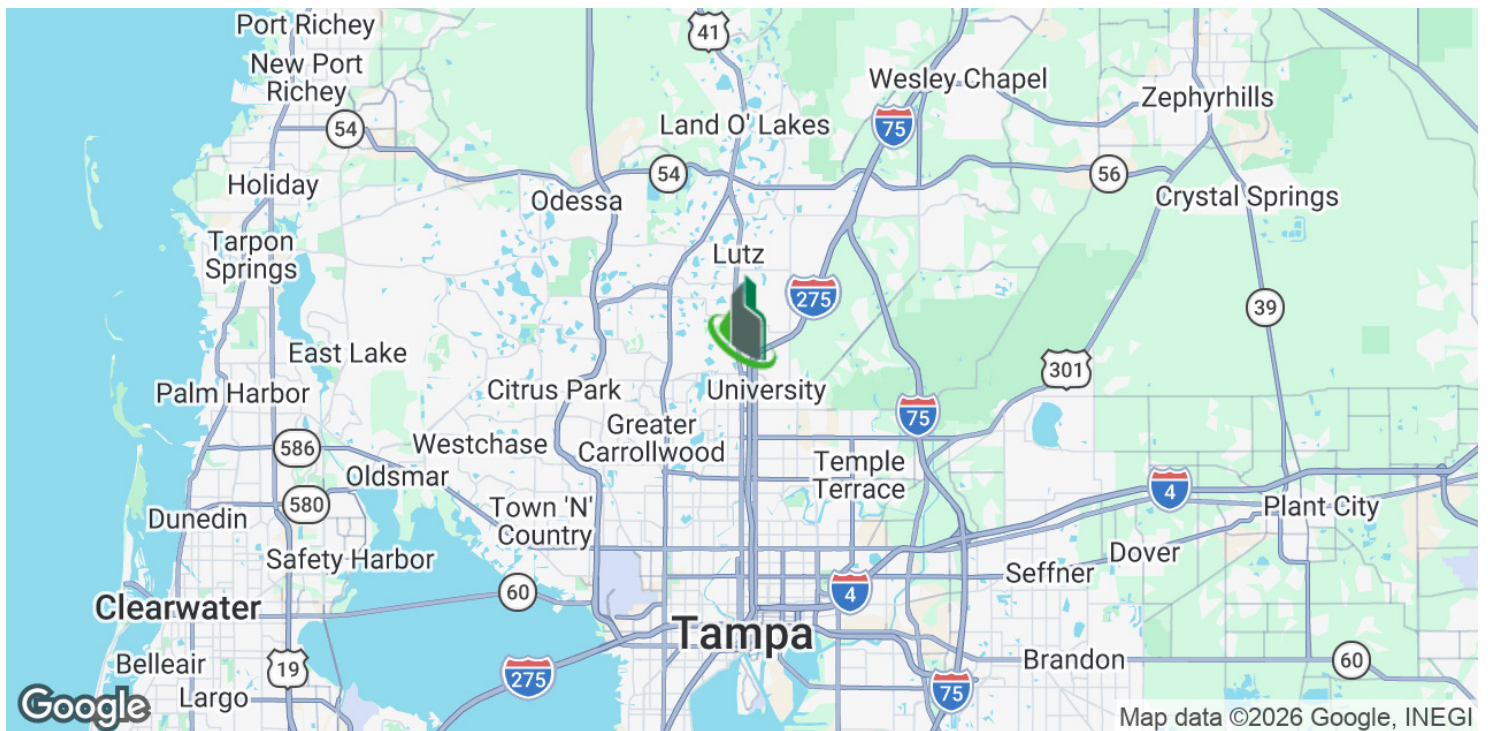 Port Richey
41
New Port
Richey
Wesley Chapel
75
Zephyrhills
54
Land O' Lakes
54
56
Holiday
Odessa
Crystal Springs
Tarpon
Springs
Lutz
275
39
East Lake
301
Palm Harbor
Citrus Park
University
75
Greater
Carrollwood
Westchase
586
Oldsmar
Temple
Terrace
4
580
Town 'N'
Country
Plant City
Dunedin
Safety Harbor
Dover
Seffner
60
4
Clearwater
Tampa
Belleair
19
Brandon
60
275
Largo
75
Google
Map data ©2026 Google, INEGI